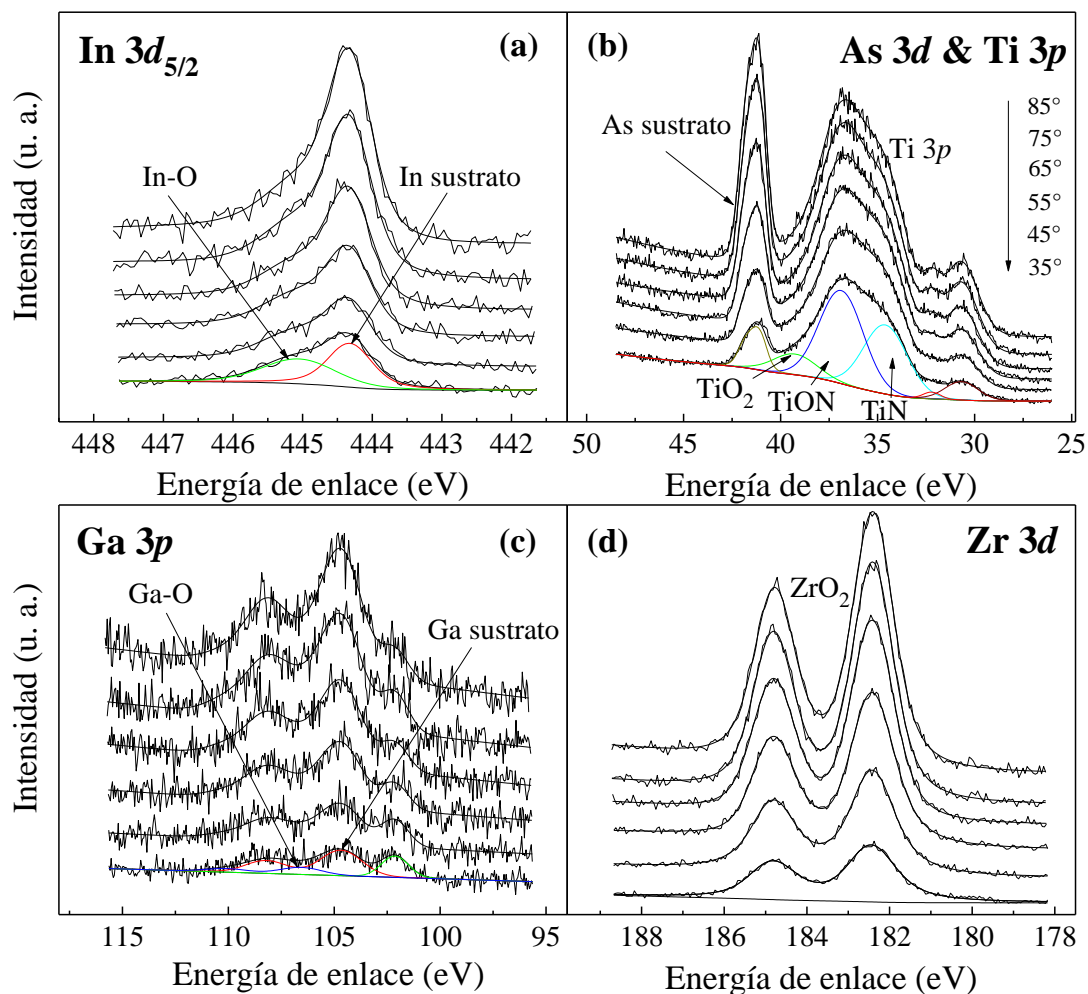 In 3d5/2
(a)
Intensidad (u. a.)
In-O
In sustrato
448 447 446 445 444 443 442
Energía de enlace (eV)
(b)
As 3d & Ti 3p
As sustrato
Ti 3p
85°
75°
65°
55°
45°
35°
TiO2
TiON
TiN
50 45 40 35 30 25
Energía de enlace (eV)
Ga 3p
(c)
Intensidad (u. a.)
Ga-O
Ga sustrato
115 110 105 100 95
Energía de enlace (eV)
(d)
Zr 3d
ZrO2
188 186 184 182 180 178
Energía de enlace (eV)